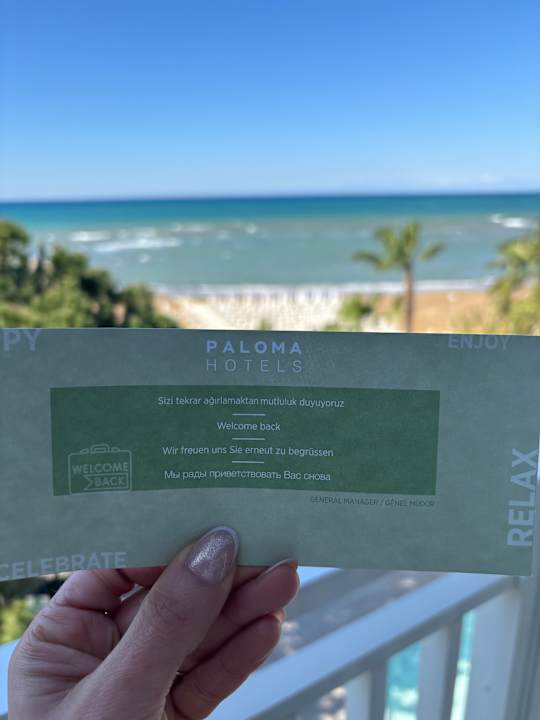 PY
PALOMA
HOTELS
ENJOY
Sizi tekrar ağırlamaktan mutluluk duyuyoruz
Welcome back
Wir freuen uns Sie erneut zu begrüssen
Мы рады приветствовать Вас снова
WELCOME
BACK
GENERAL MANAGER / GENEL MÜDÜR
RELAX
CELEBRATE